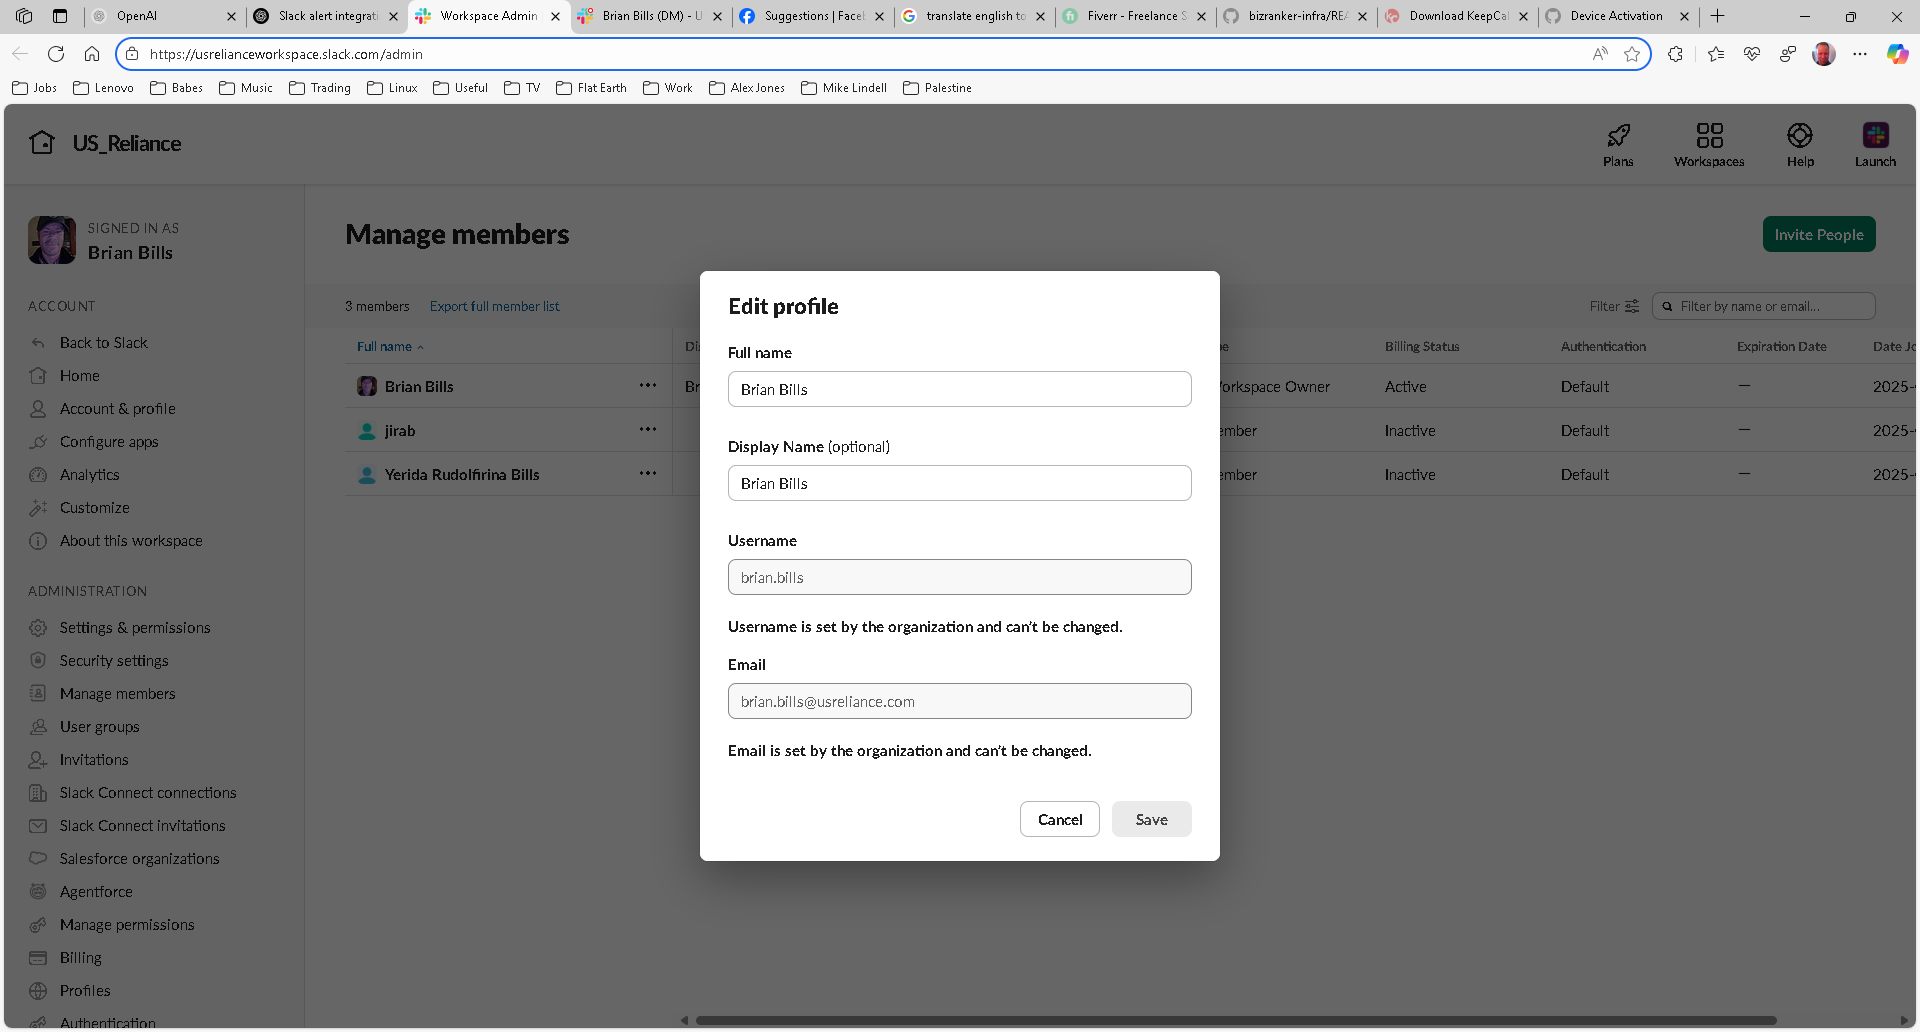 OpenAI
Slack alert integrati
Workspace Admin
Brian Bills (DM) - U
Suggestions | Faceb
translate english to
Fiverr - Freelance S
bizranker-infra/REA
Download KeepCal
Device Activation
https://usrelianceworkspace.slack.com/admin
Jobs
Lenovo
Babes
Music
Trading
Linux
Useful
TV
Flat Earth
Work
Alex Jones
Mike Lindell
Palestine
US_Reliance
Plans
Workspaces
Help
Launch
SIGNED IN AS
Brian Bills
ACCOUNT
Back to Slack
Home
Account & profile
Configure apps
Analytics
Customize
About this workspace
ADMINISTRATION
Settings & permissions
Security settings
Manage members
User groups
Invitations
Slack Connect connections
Slack Connect invitations
Salesforce organizations
Agentforce
Manage permissions
Billing
Profiles
Authentication
Manage members
Invite People
3 members
Export full member list
Filter
Filter by name or email...
Full name
Billing Status
Authentication
Expiration Date
Date Jo
Brian Bills
Br
orkspace Owner
Active
Default
—
2025-
jirab
ember
Inactive
Default
—
2025-
Yerida Rudolfirina Bills
ember
Inactive
Default
—
2025-
Edit profile
Full name
Brian Bills
Display Name (optional)
Brian Bills
Username
brian.bills
Username is set by the organization and can't be changed.
Email
brian.bills@usreliance.com
Email is set by the organization and can't be changed.
Cancel
Save